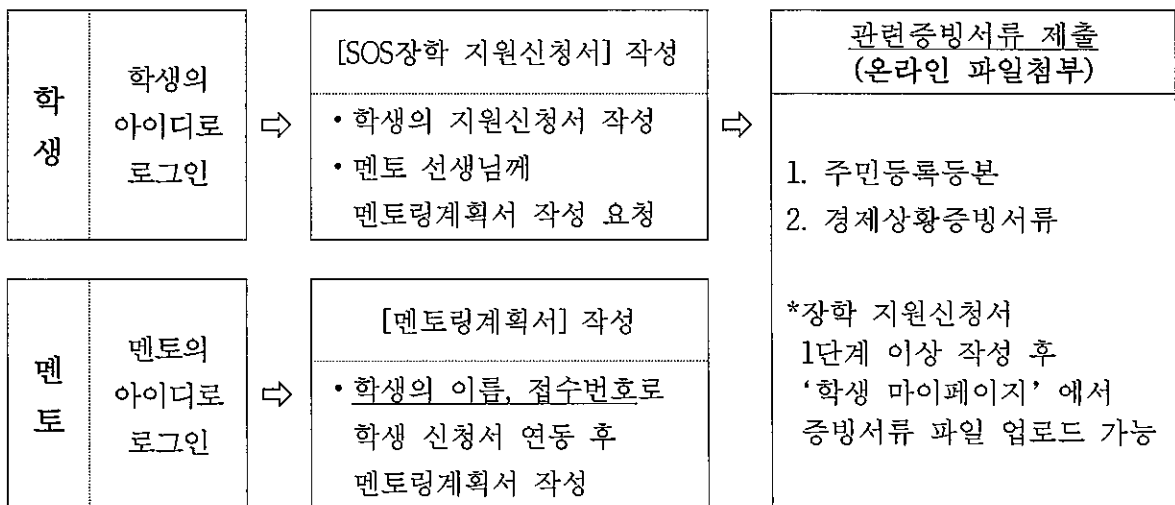 학생
학생의
아이디로
로그인
⇨
[SOS장학 지원신청서] 작성
• 학생의 지원신청서 작성
• 멘토 선생님께
멘토링계획서 작성 요청
⇨
관련증빙서류 제출
(온라인 파일첨부)
1. 주민등록등본
2. 경제상황증빙서류
*장학 지원신청서
1단계 이상 작성 후
‘학생 마이페이지’ 에서
증빙서류 파일 업로드 가능
멘토
멘토의
아이디로
로그인
⇨
[멘토링계획서] 작성
• 학생의 이름, 접수번호로
학생 신청서 연동 후
멘토링계획서 작성